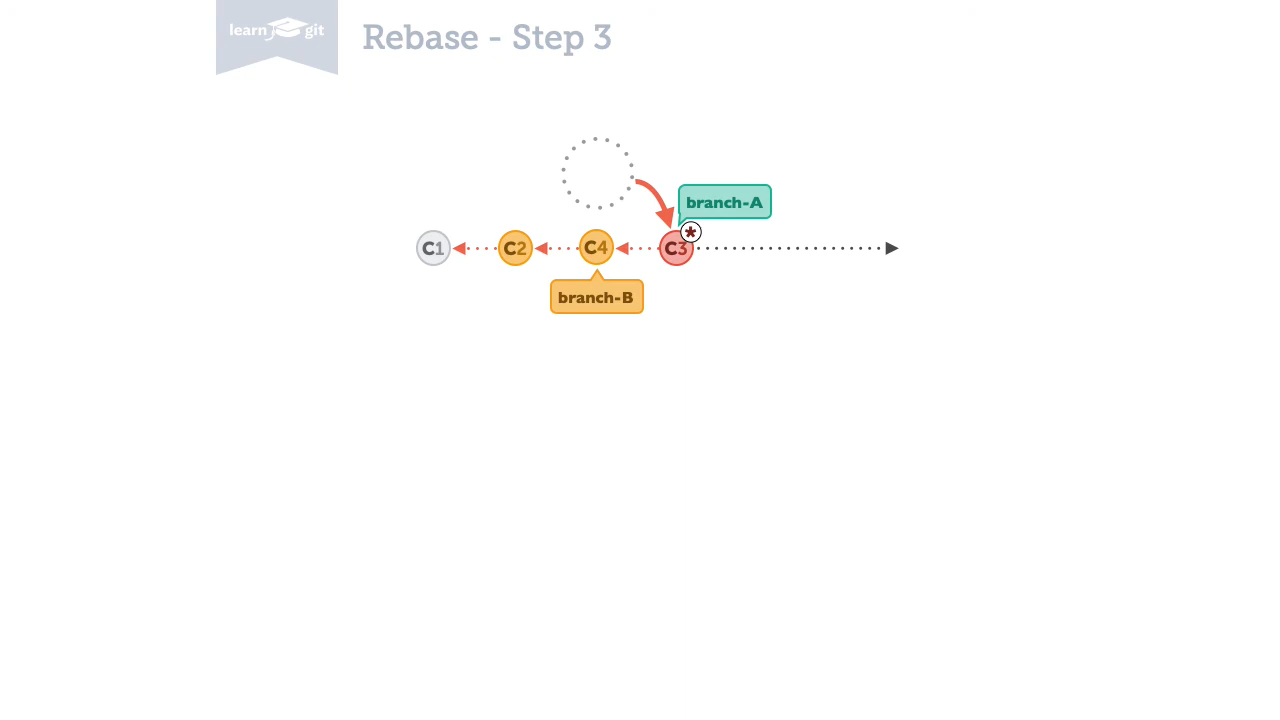 learn git
Rebase - Step 3
branch-A
*
C1 C2 C4 C3
branch-B